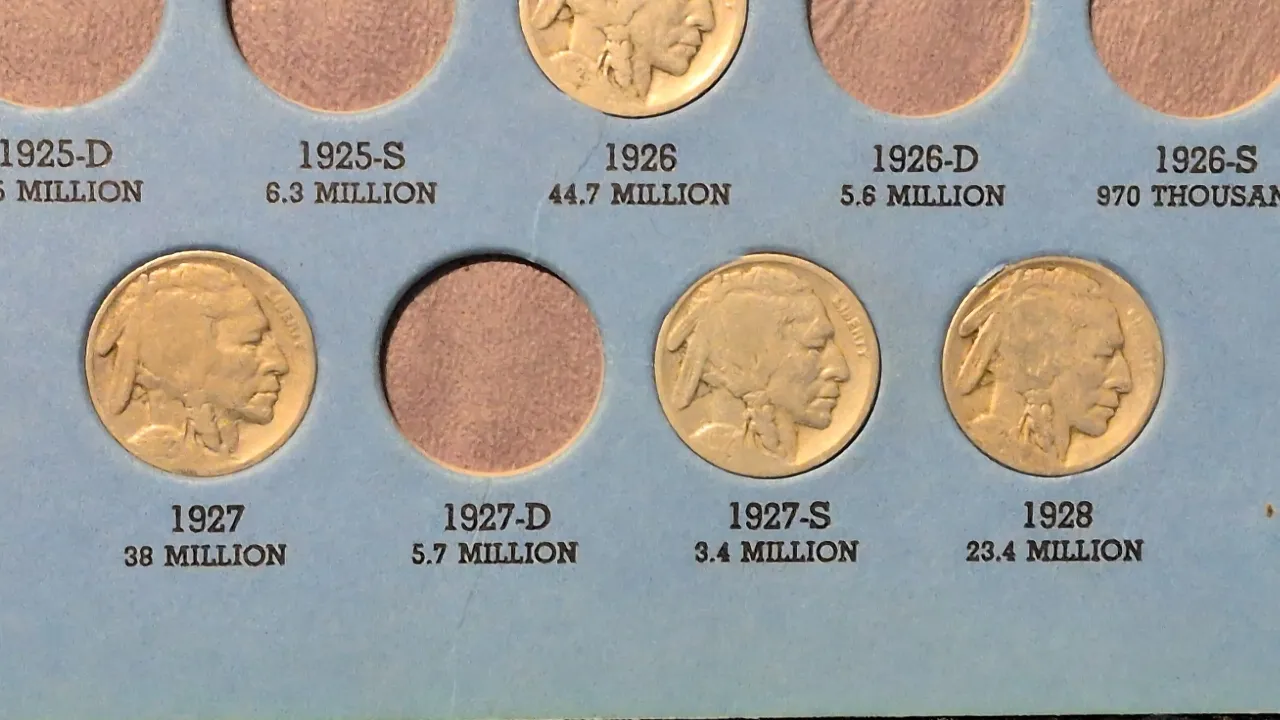 1925-D
1925-S
1926
1926-D
1926-S
MILLION
6.3 MILLION
44.7 MILLION
5.6 MILLION
970
LIBERTY
1927
1927-D
1927-S
1928
38 MILLION
5.7 MILLION
3.4 MILLION
23.4 MILLION